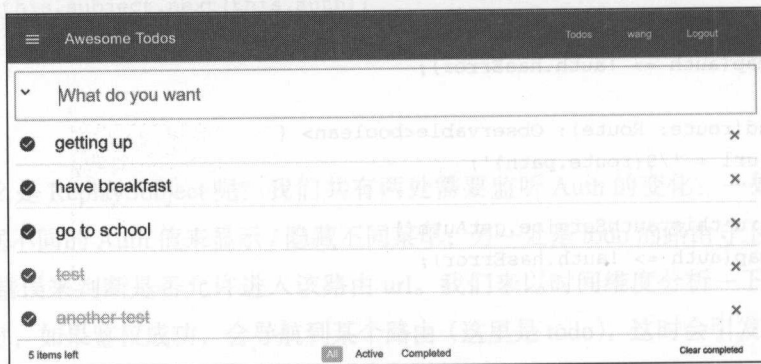 Awesome Todos Todos wang Logout
What do you want
getting up
have breakfast
go to school
test
another test
5 items left All Active Completed Clear completed